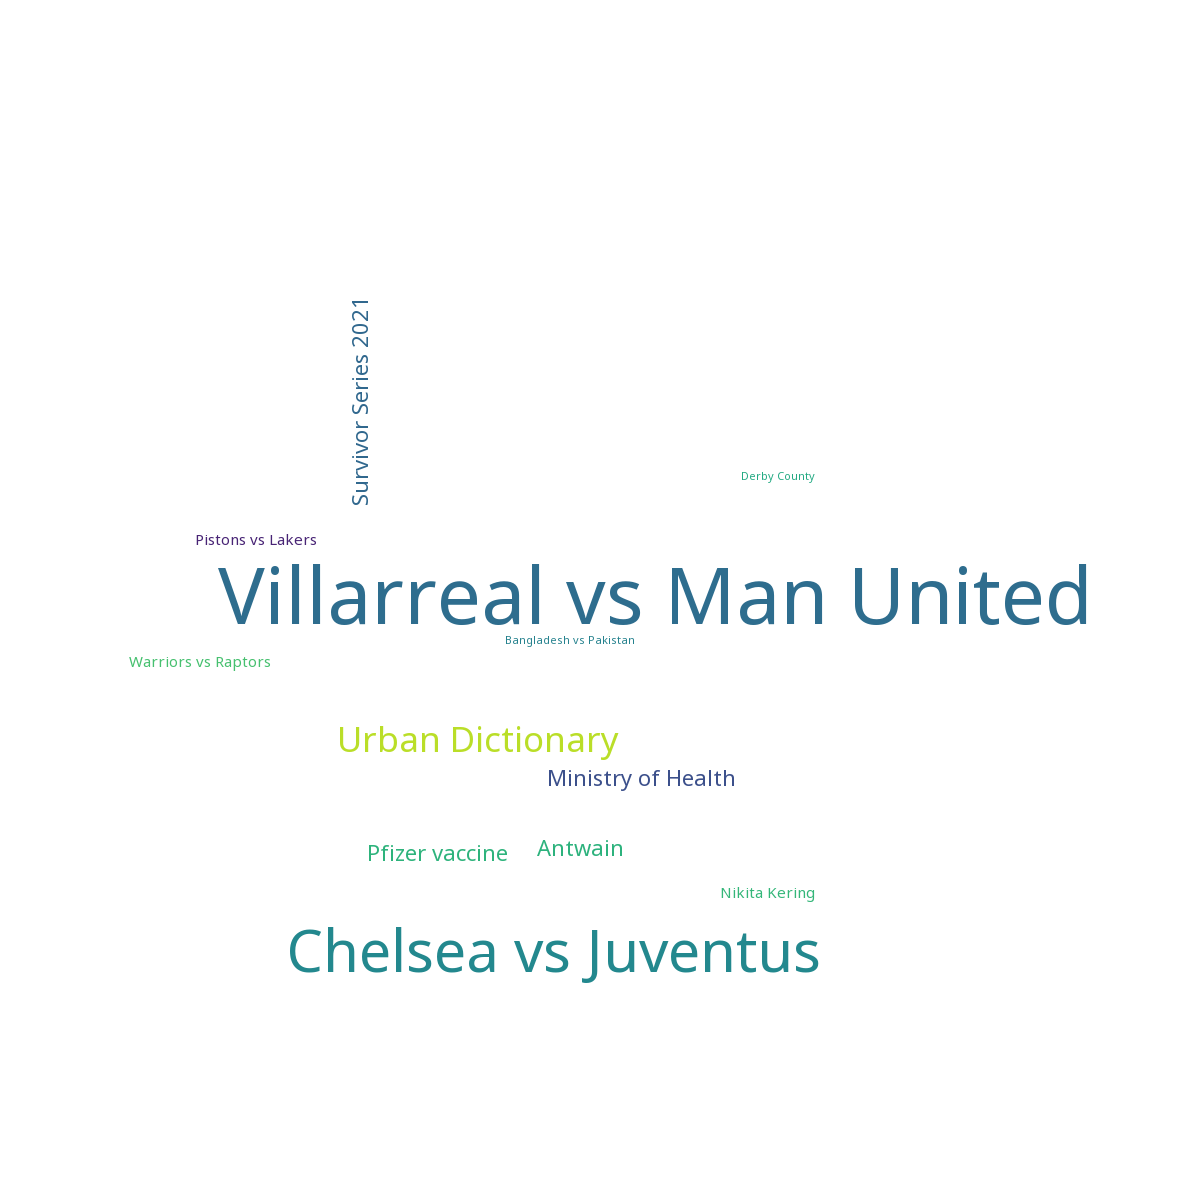 Survivor Series 2021
Derby County
Pistons vs Lakers
Villarreal vs Man United
Bangladesh vs Pakistan
Warriors vs Raptors
Urban Dictionary
Ministry of Health
Antwain
Pfizer vaccine
Nikita Kering
Chelsea vs Juventus